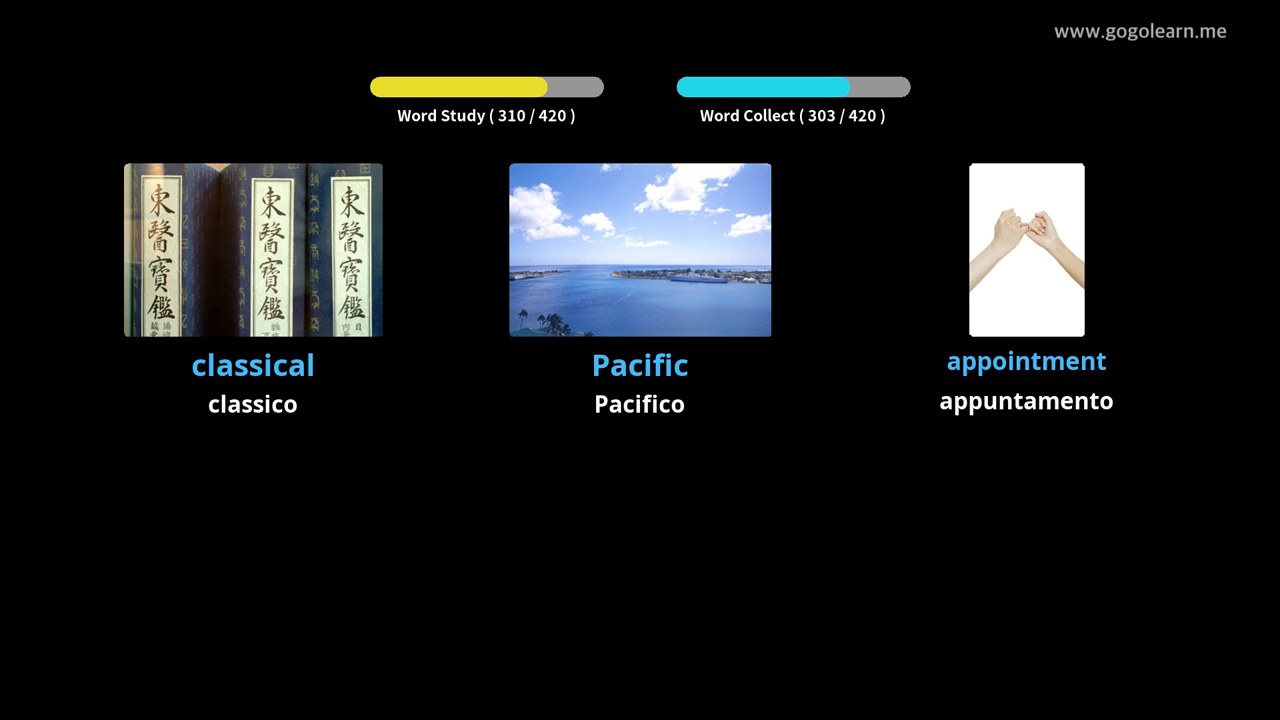 www.gogolearn.me
Word Study ( 310 / 420 )
Word Collect ( 303 / 420 )
東醫寶鑑
東醫寶鑑
東醫寶鑑
classical
Pacific
appointment
classico
Pacifico
appuntamento